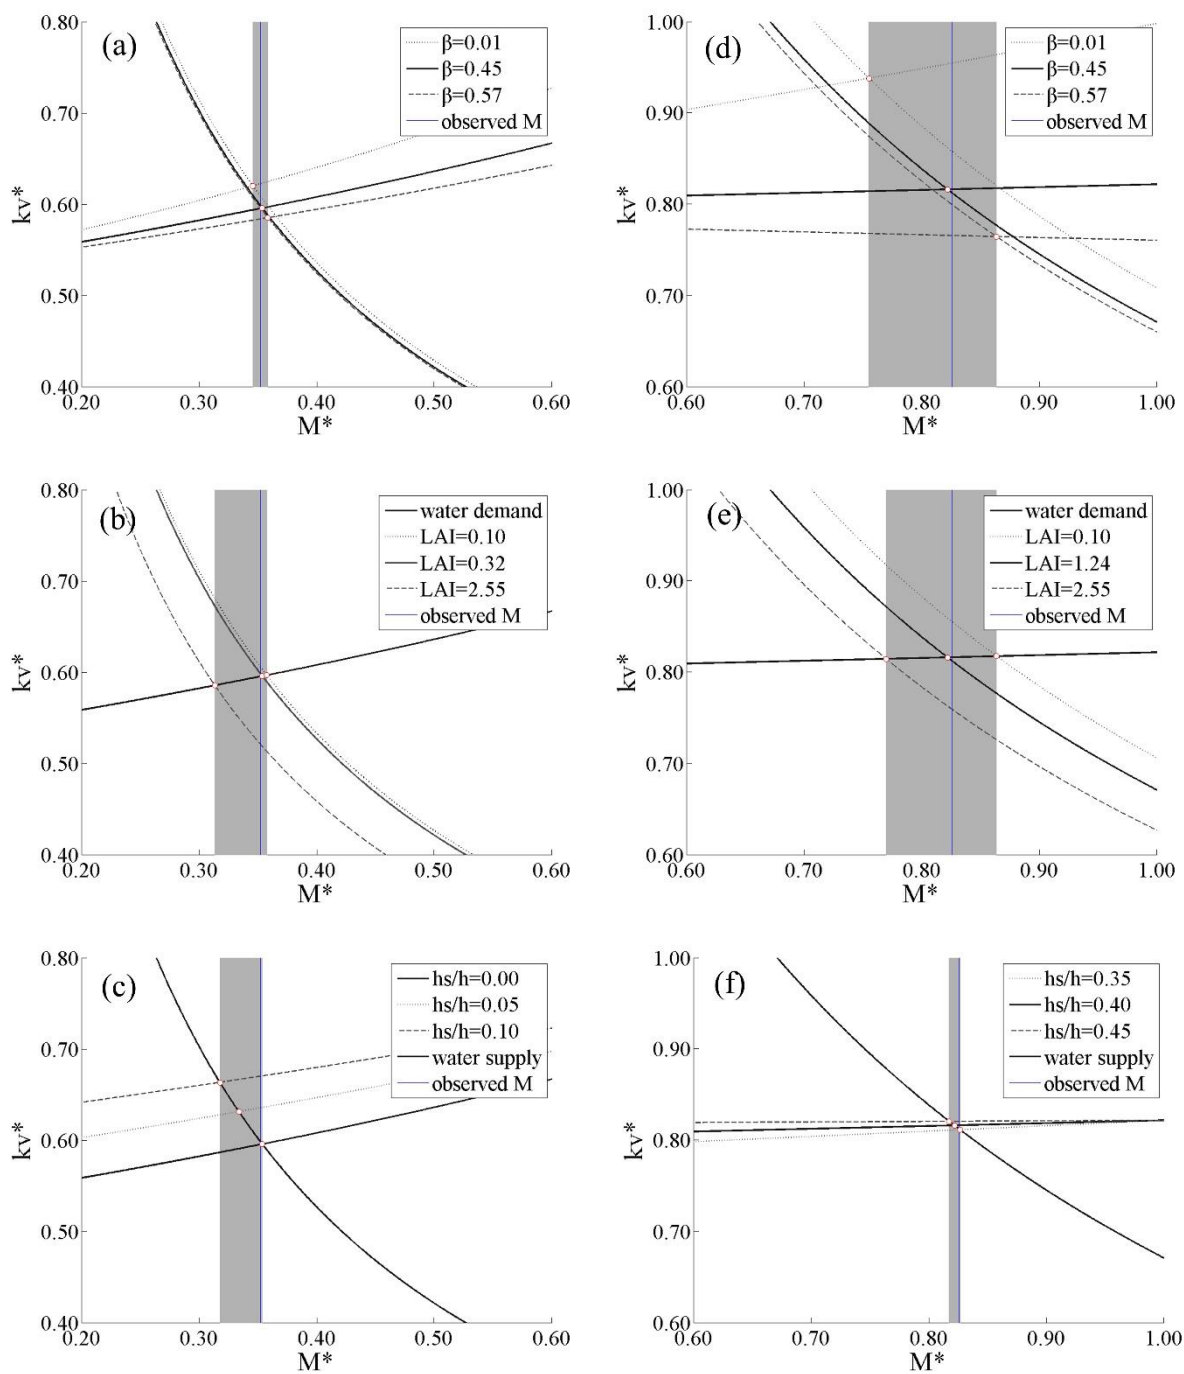 (a)
0.80
0.70
0.60
0.50
0.40
kv*
β=0.01
β=0.45
β=0.57
observed M
0.20 0.30 0.40 0.50 0.60
M*
(d)
1.00
0.90
0.80
0.70
0.60
kv*
β=0.01
β=0.45
β=0.57
observed M
0.60 0.70 0.80 0.90 1.00
M*
(b)
0.80
0.70
0.60
0.50
0.40
kv*
water demand
LAI=0.10
LAI=0.32
LAI=2.55
observed M
0.20 0.30 0.40 0.50 0.60
M*
(e)
1.00
0.90
0.80
0.70
0.60
kv*
water demand
LAI=0.10
LAI=1.24
LAI=2.55
observed M
0.60 0.70 0.80 0.90 1.00
M*
(c)
0.80
0.70
0.60
0.50
0.40
kv*
hs/h=0.00
hs/h=0.05
hs/h=0.10
water supply
observed M
0.20 0.30 0.40 0.50 0.60
M*
(f)
1.00
0.90
0.80
0.70
0.60
kv*
hs/h=0.35
hs/h=0.40
hs/h=0.45
water supply
observed M
0.60 0.70 0.80 0.90 1.00
M*